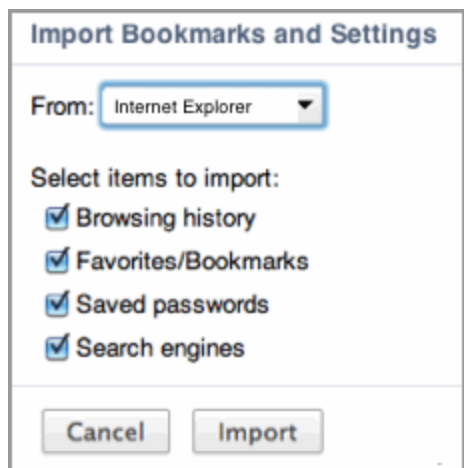 Import Bookmarks and Settings
From: Internet Explorer
Select items to import:
Browsing history
Favorites/Bookmarks
Saved passwords
Search engines
Cancel Import